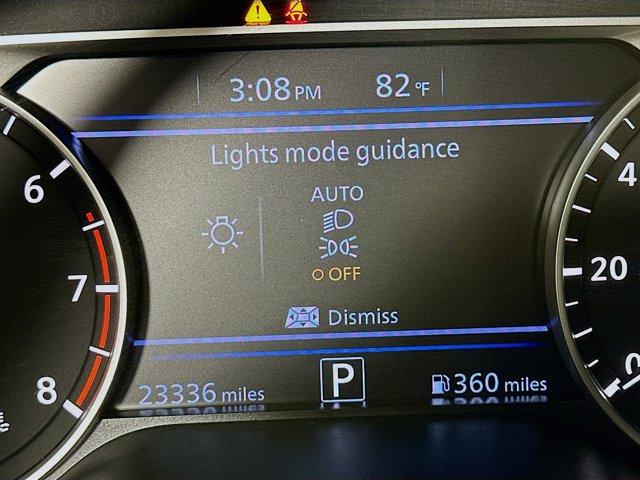 3:08 PM 82 °F
Lights mode guidance
AUTO
OFF
Dismiss
23336 miles P 360 miles
6
7
8
4
20
0